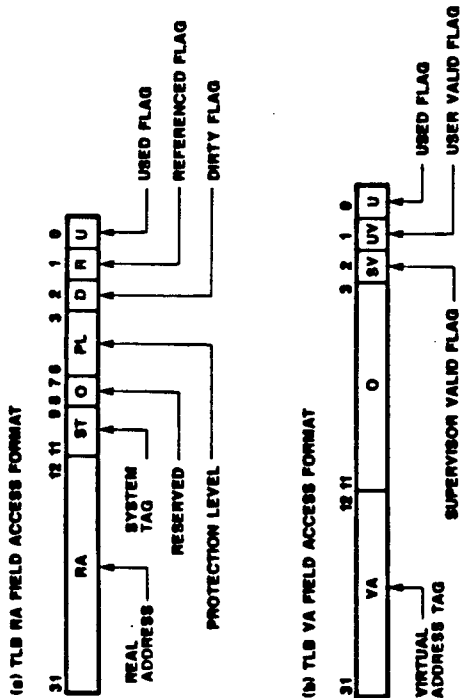 (a) TLB RA FIELD ACCESS FORMAT
31 12 11 9 8 7 6 3 2 1 0
RA ST O PL D R U
REAL ADDRESS
SYSTEM TAG
RESERVED
PROTECTION LEVEL
USED FLAG
REFERENCED FLAG
DIRTY FLAG
(b) TLB VA FIELD ACCESS FORMAT
31 12 11 3 2 1 0
VA O SV UV U
VIRTUAL ADDRESS TAG
USED FLAG
USER VALID FLAG
SUPERVISOR VALID FLAG